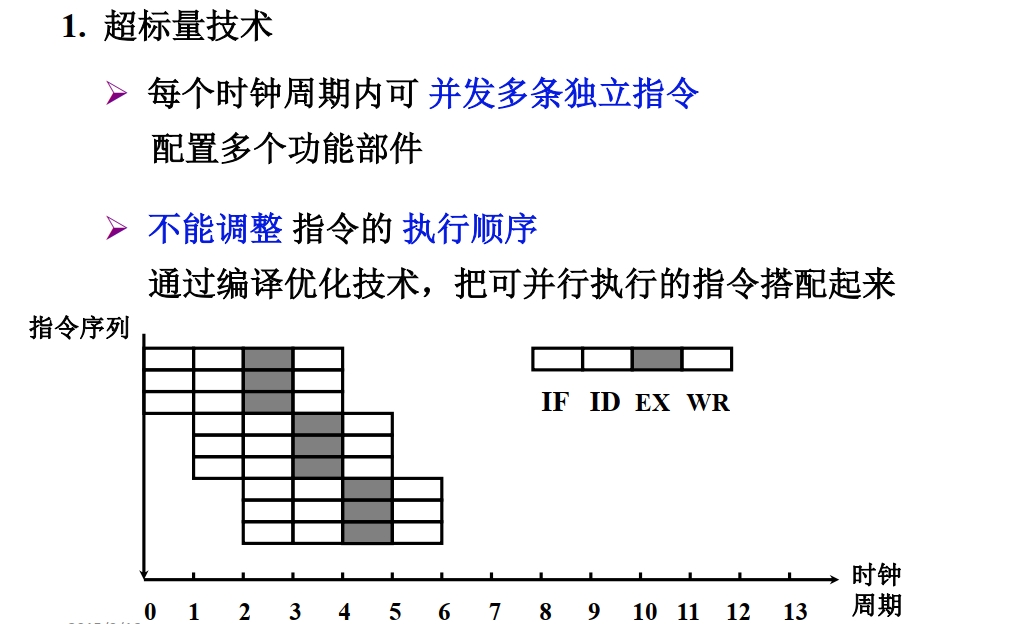 1. 超标量技术
每个时钟周期内可 并发多条独立指令
配置多个功能部件
不能调整 指令的 执行顺序
通过编译优化技术，把可并行执行的指令搭配起来
指令序列
IF ID EX WR
时钟
周期
0 1 2 3 4 5 6 7 8 9 10 11 12 13